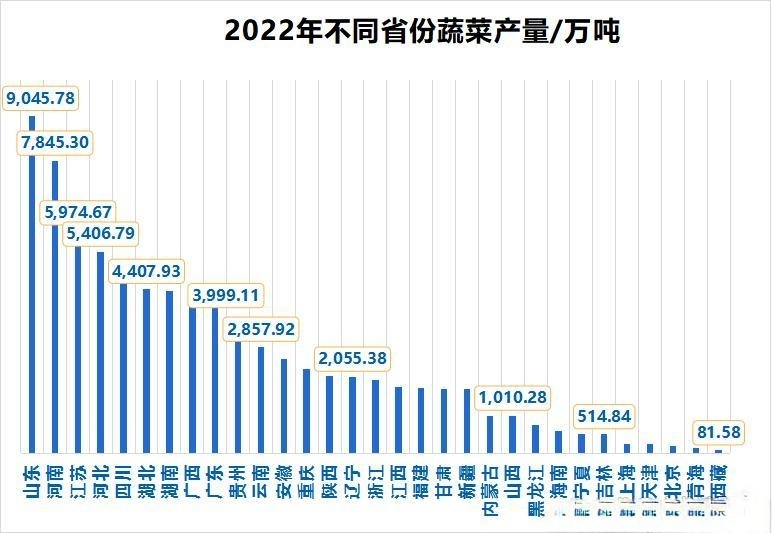 2022年不同省份蔬菜产量/万吨
9,045.78
7,845.30
5,974.67
5,406.79
4,407.93
3,999.11
2,857.92
2,055.38
1,010.28
514.84
81.58
山东
河南
江苏
河北
四川
湖北
湖南
广西
广东
贵州
云南
安徽
重庆
陕西
辽宁
浙江
江西
福建
甘肃
新疆
内蒙古
山西
黑龙江
海南
宁夏
吉林
上海
天津
北京
青海
西藏